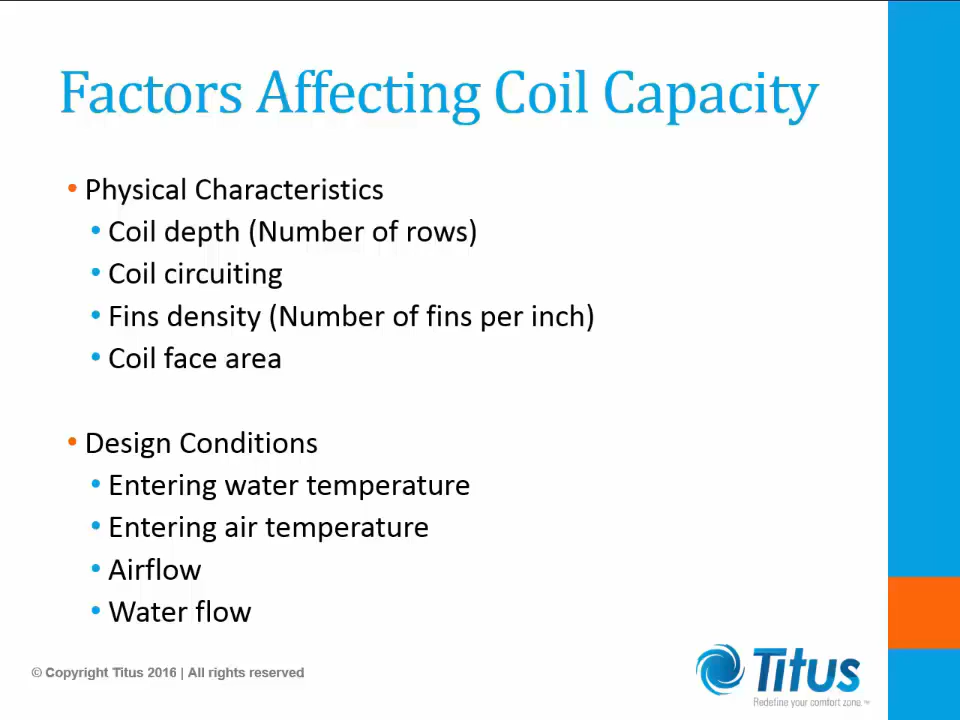 Factors Affecting Coil Capacity
• Physical Characteristics
• Coil depth (Number of rows)
• Coil circuiting
• Fins density (Number of fins per inch)
• Coil face area
• Design Conditions
• Entering water temperature
• Entering air temperature
• Airflow
• Water flow
© Copyright Titus 2016 | All rights reserved
Titus
Redefine your comfort zone.™